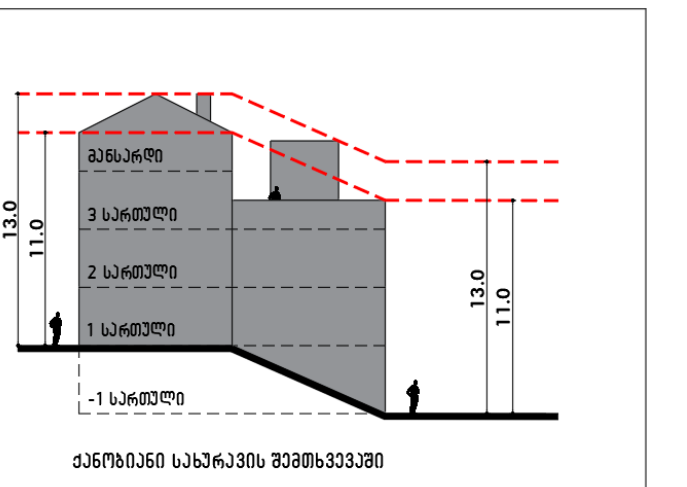 მანსარდი
3 სართული
2 სართული
1 სართული
-1 სართული
13.0
11.0
13.0
11.0
ქანობიანი სახურავის შემთხვევაში